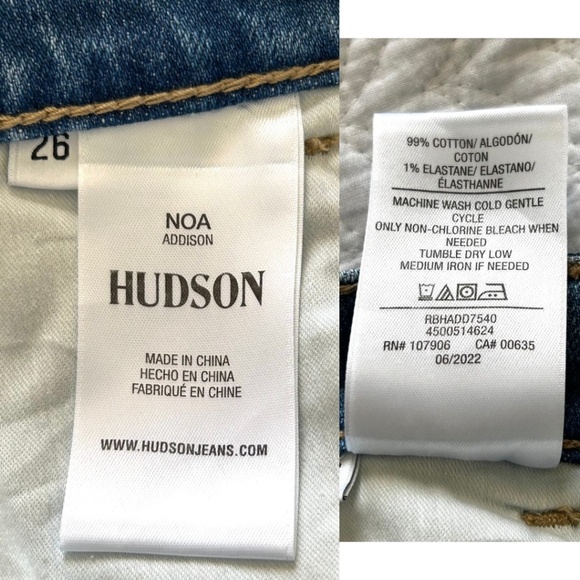 26
NOA
ADDISON
HUDSON
MADE IN CHINA
HECHO EN CHINA
FABRIQUÉ EN CHINE
WWW.HUDSONJEANS.COM
99% COTTON/ ALGODÓN/
COTON
1% ELASTANE/ ELASTANO/
ÉLASTHANNE
MACHINE WASH COLD GENTLE
CYCLE
ONLY NON-CHLORINE BLEACH WHEN
NEEDED
TUMBLE DRY LOW
MEDIUM IRON IF NEEDED
RBHADD7540
4500514624
RN# 107906 CA# 00635
06/2022